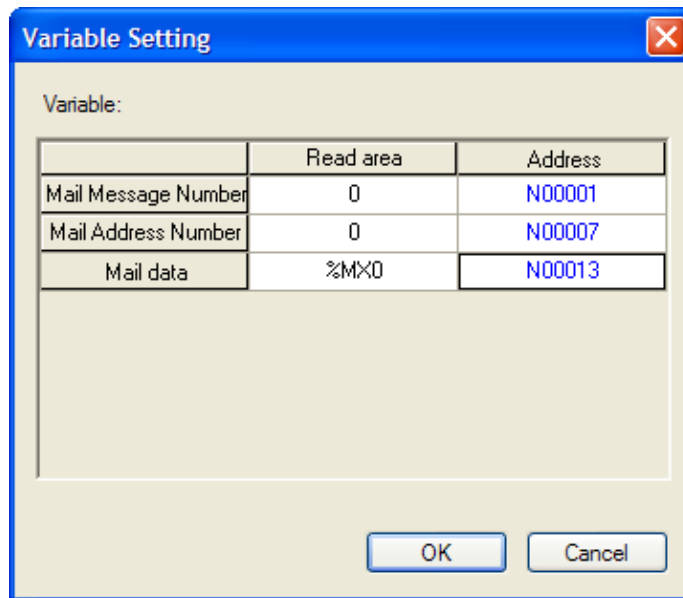 Variable Setting
Variable:
Read area Address
Mail Message Number 0 N00001
Mail Address Number 0 N00007
Mail data %MX0 N00013
OK Cancel